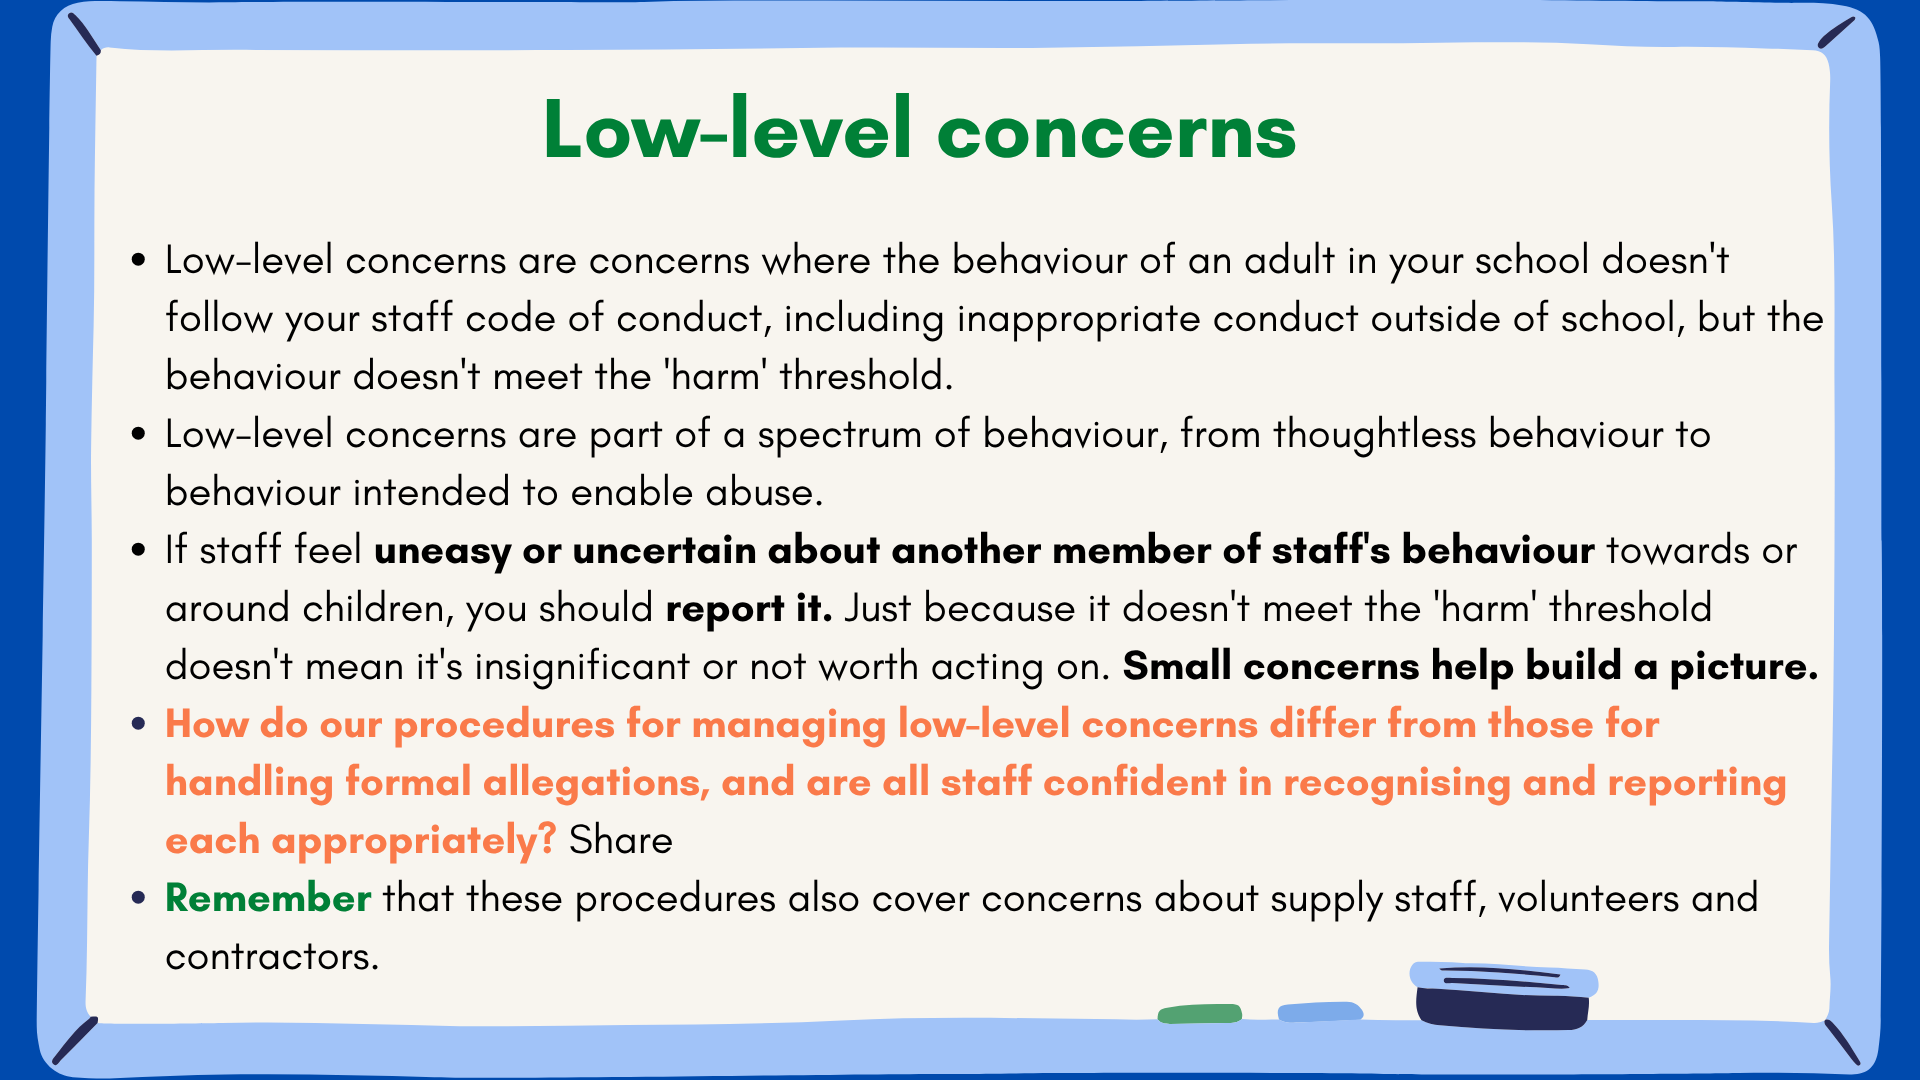 Low-level concerns
• Low-level concerns are concerns where the behaviour of an adult in your school doesn't
follow your staff code of conduct, including inappropriate conduct outside of school, but the
behaviour doesn't meet the 'harm' threshold.
• Low-level concerns are part of a spectrum of behaviour, from thoughtless behaviour to
behaviour intended to enable abuse.
• If staff feel uneasy or uncertain about another member of staff's behaviour towards or
around children, you should report it. Just because it doesn't meet the 'harm' threshold
doesn't mean it's insignificant or not worth acting on. Small concerns help build a picture.
• How do our procedures for managing low-level concerns differ from those for
handling formal allegations, and are all staff confident in recognising and reporting
each appropriately? Share
• Remember that these procedures also cover concerns about supply staff, volunteers and
contractors.